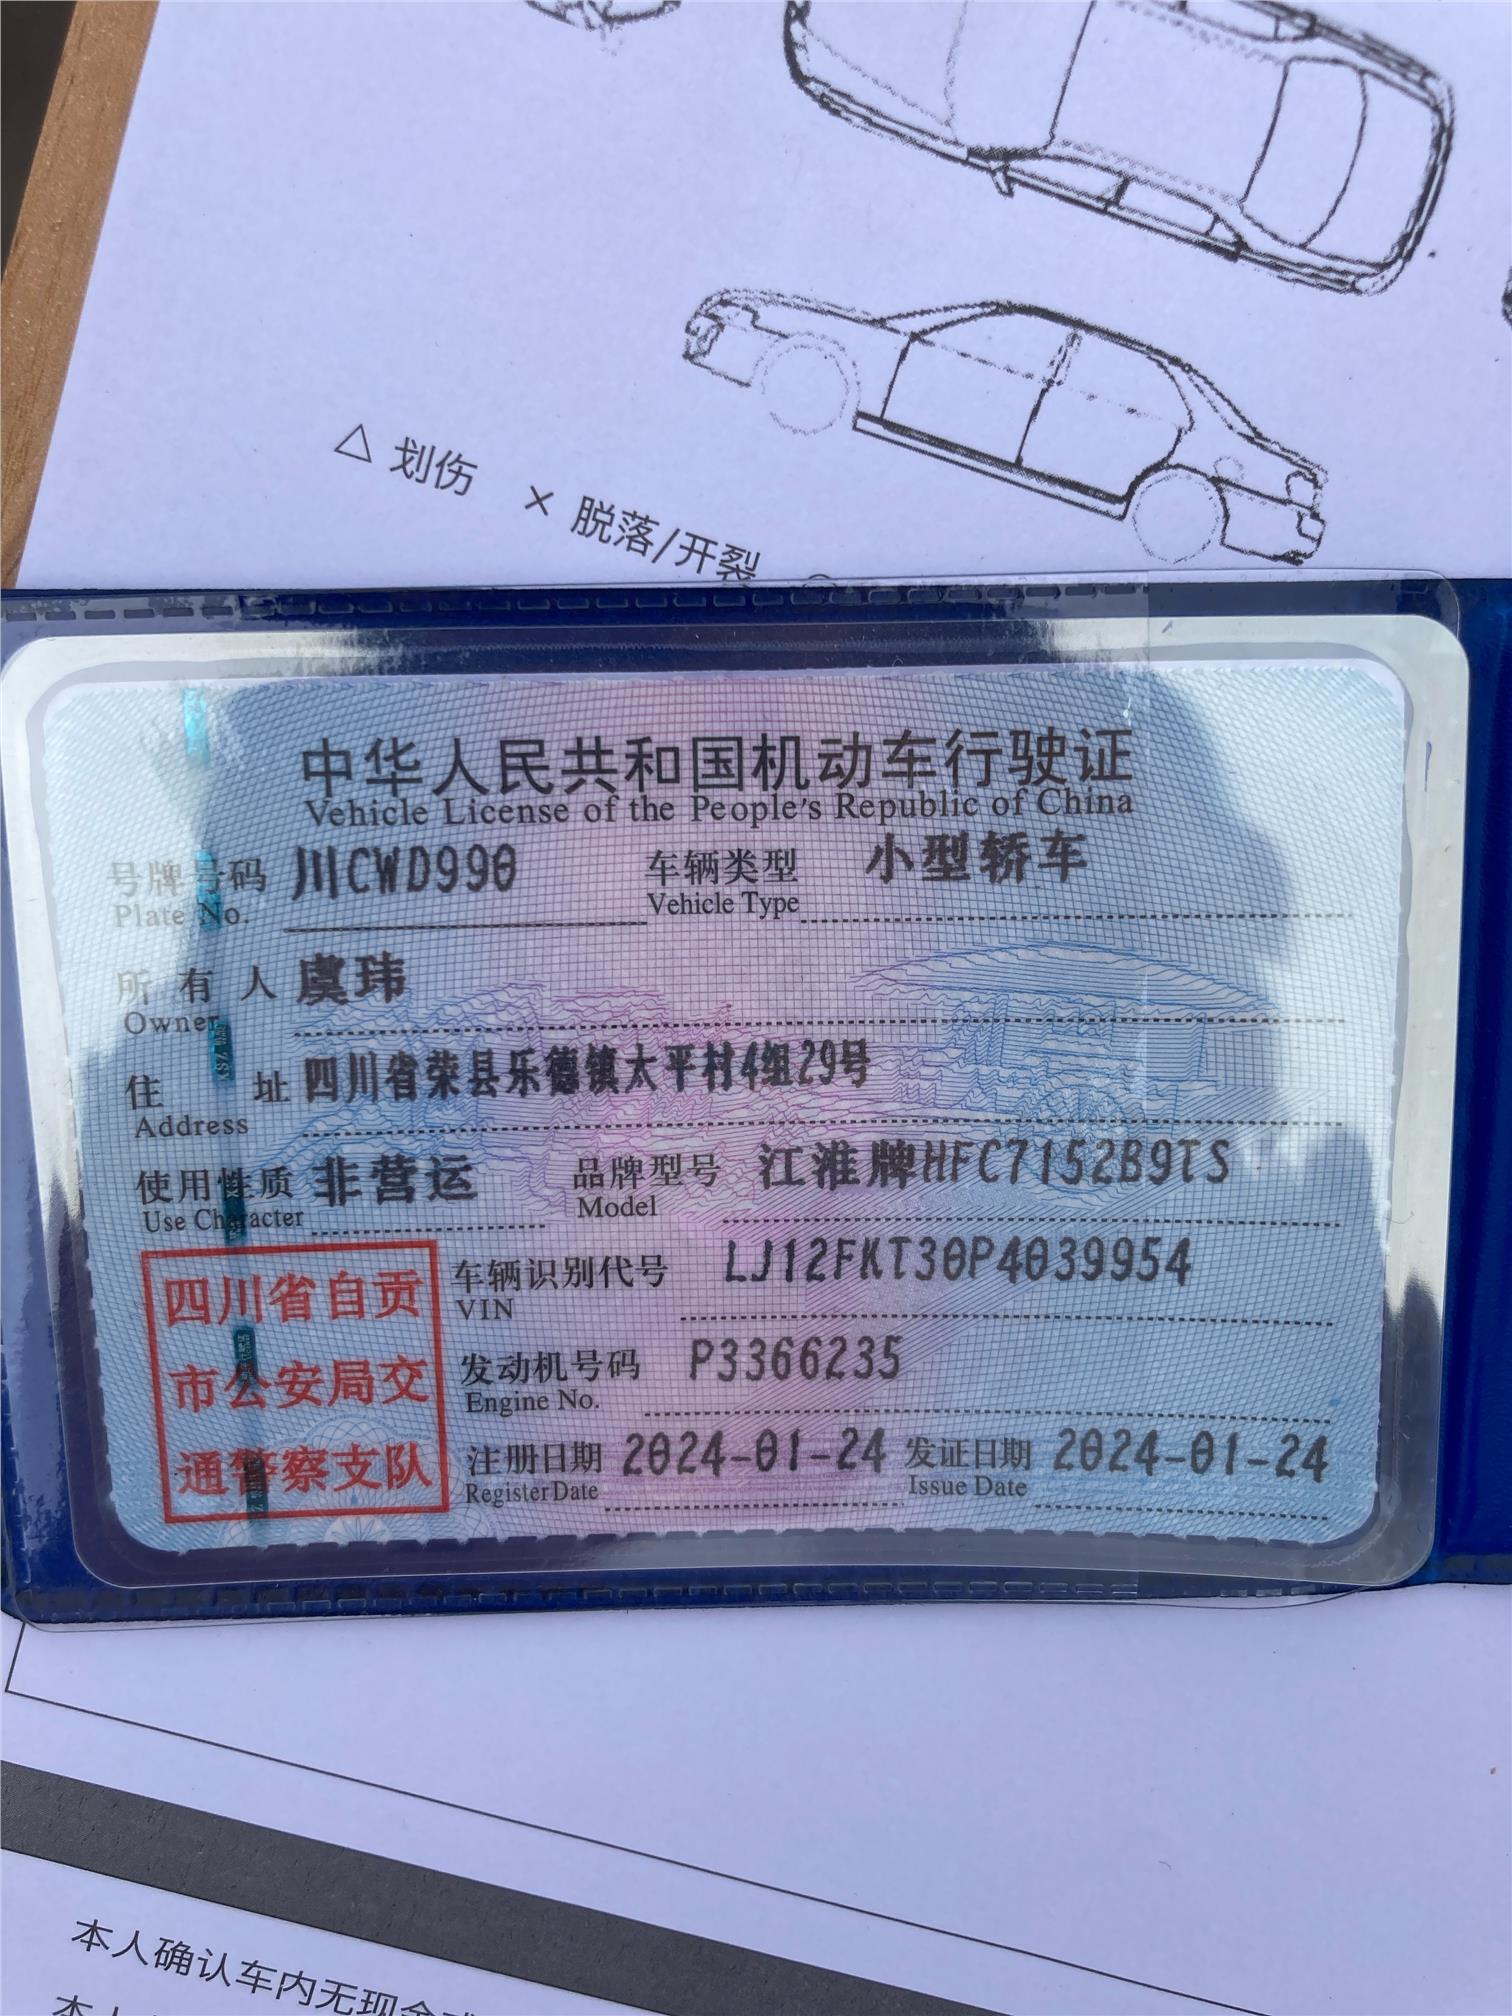 △ 划伤 × 脱落/开裂
中华人民共和国机动车行驶证
Vehicle License of the People's Republic of China
号牌号码 川CWD990 车辆类型 小型轿车
Plate No. Vehicle Type
所有人 虞玮
Owner
住址 四川省荣县乐德镇太平村4组29号
Address
使用性质 非营运 品牌型号 江淮牌HFC7152B9TS
Use Character Model
四川省自贡
市公安局交
通警察支队
车辆识别代号 LJ12FKT30P4039954
VIN
发动机号码 P3366235
Engine No.
注册日期 2024-01-24 发证日期 2024-01-24
Register Date Issue Date
本人确认车内无现金
本人